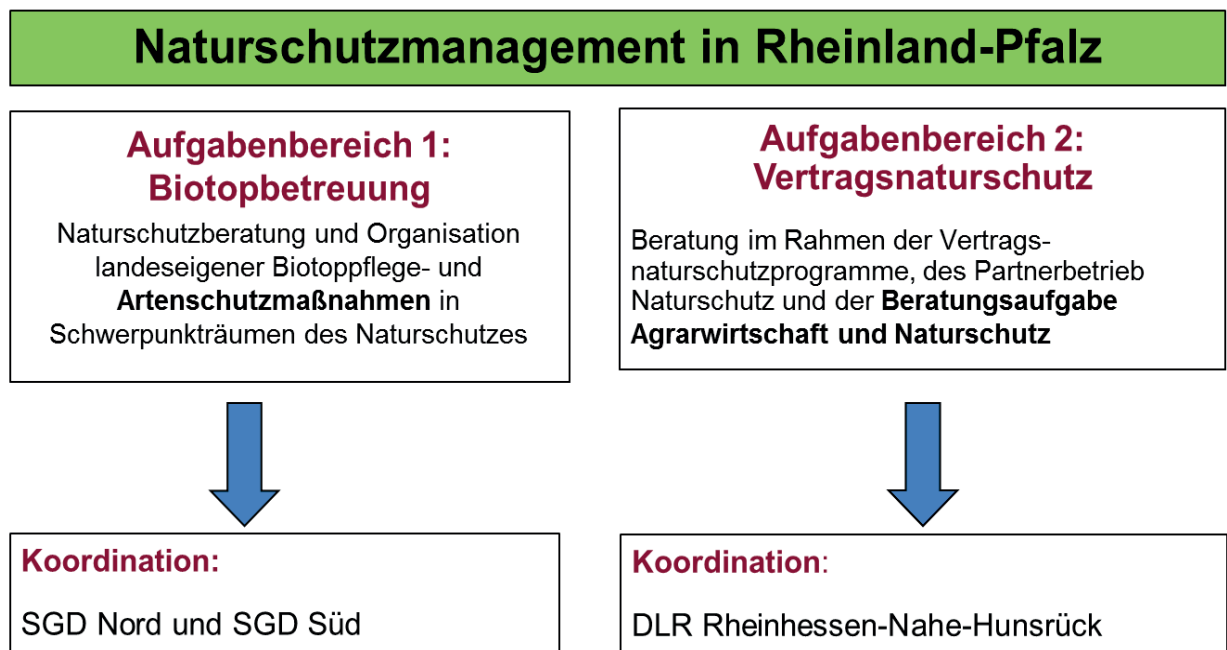 Naturschutzmanagement in Rheinland-Pfalz
Aufgabenbereich 1:
Biotopbetreuung
Naturschutzberatung und Organisation
landeseigener Biotoppflege- und
Artenschutzmaßnahmen in
Schwerpunkträumen des Naturschutzes
Aufgabenbereich 2:
Vertragsnaturschutz
Beratung im Rahmen der Vertrags-
naturschutzprogramme, des Partnerbetrieb
Naturschutz und der Beratungsaufgabe
Agrarwirtschaft und Naturschutz
Koordination:
SGD Nord und SGD Süd
Koordination:
DLR Rheinhessen-Nahe-Hunsrück